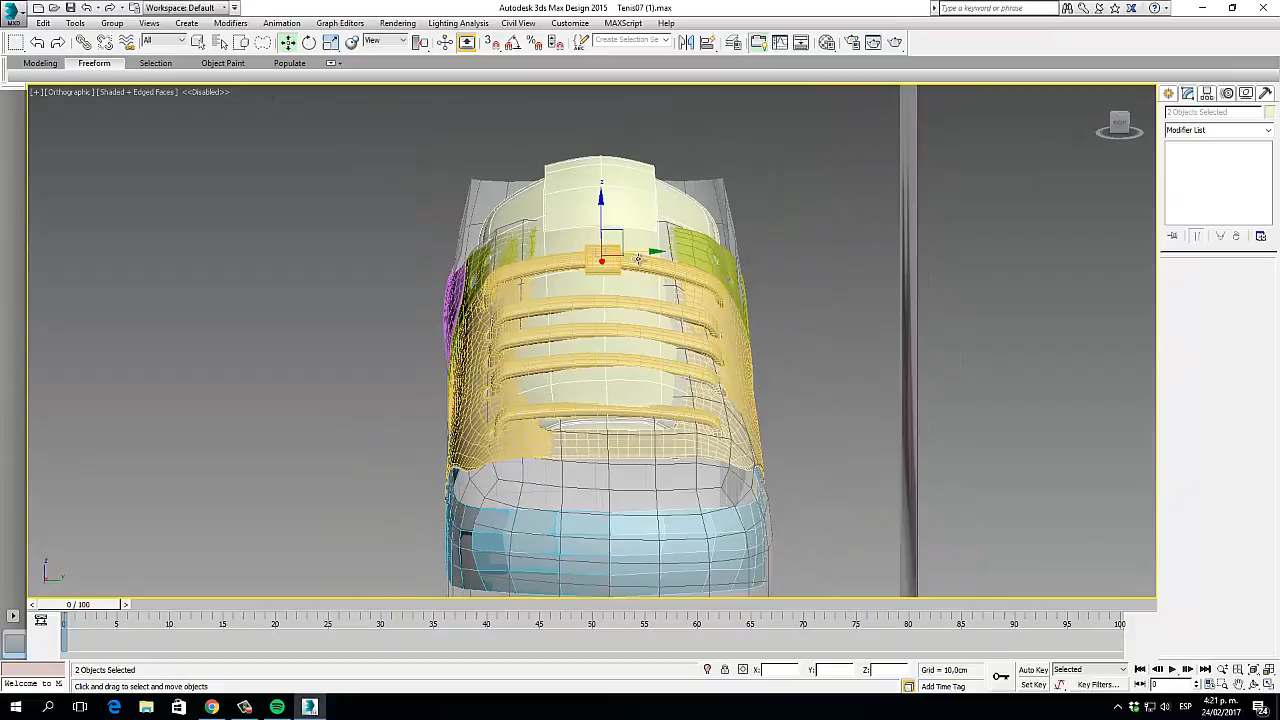 Workspace: Default
Autodesk 3ds Max Design 2015
Tenis07 (1).max
Type a keyword or phrase
MXD
Edit Tools Group Views Create Modifiers Animation Graph Editors Rendering Lighting Analysis Civil View Customize MAXScript Help
All
View
Create Selection Se
Modeling Freeform Selection Object Paint Populate
[+] [Orthographic] [Shaded + Edged Faces] <<Disabled>>
2 Objects Selected
Modifier List
z
z
y
0 / 100
0 5 10 15 20 25 30 35 40 45 50 55 60 65 70 75 80 85 90 95 100
2 Objects Selected
X: Y: Z:
Grid = 10,0cm
Auto Key
Selected
Welcome to M
Click and drag to select and move objects
Add Time Tag
Set Key
Key Filters...
0
ESP
4:21 p. m.
24/02/2017
24